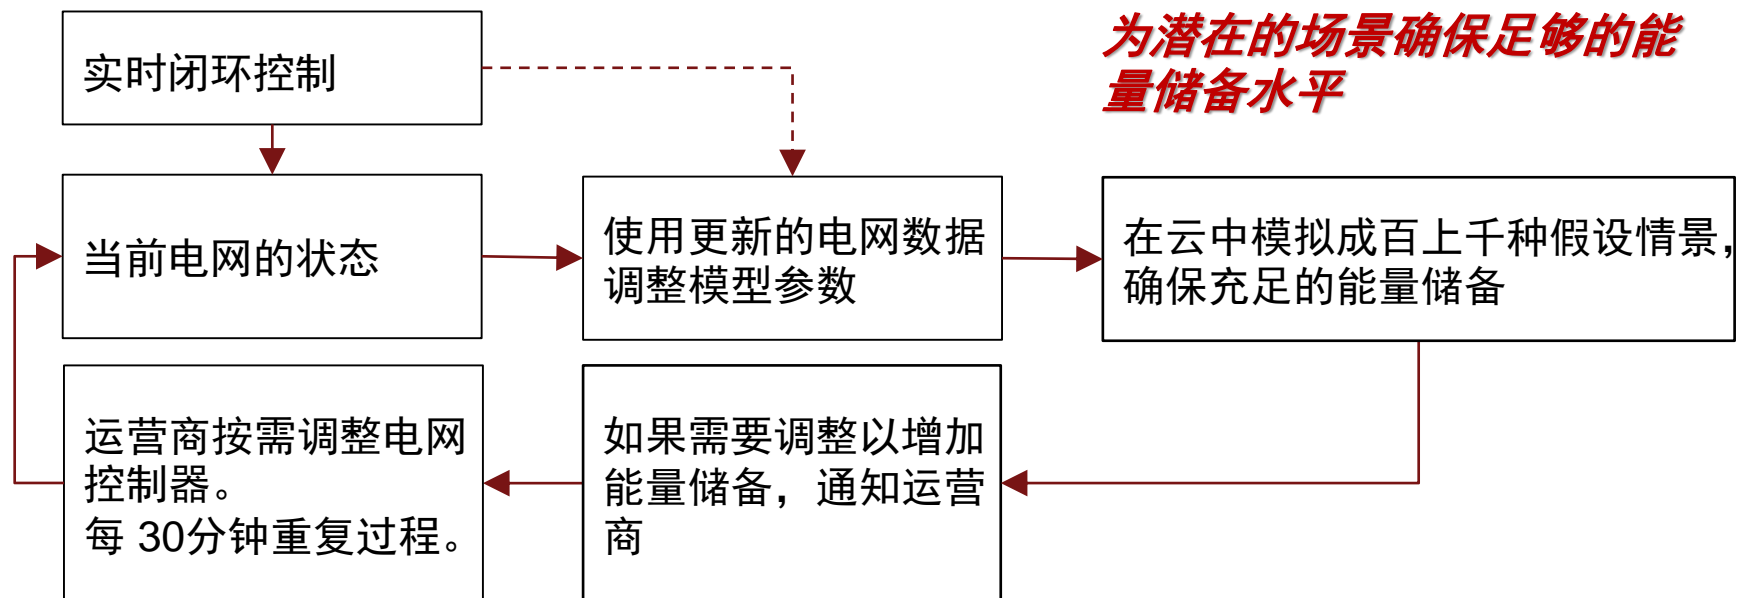 为潜在的场景确保足够的能
量储备水平
实时闭环控制
当前电网的状态
使用更新的电网数据
调整模型参数
在云中模拟成百上千种假设情景，
确保充足的能量储备
如果需要调整以增加
能量储备，通知运营
商
运营商按需调整电网
控制器。
每 30分钟重复过程。